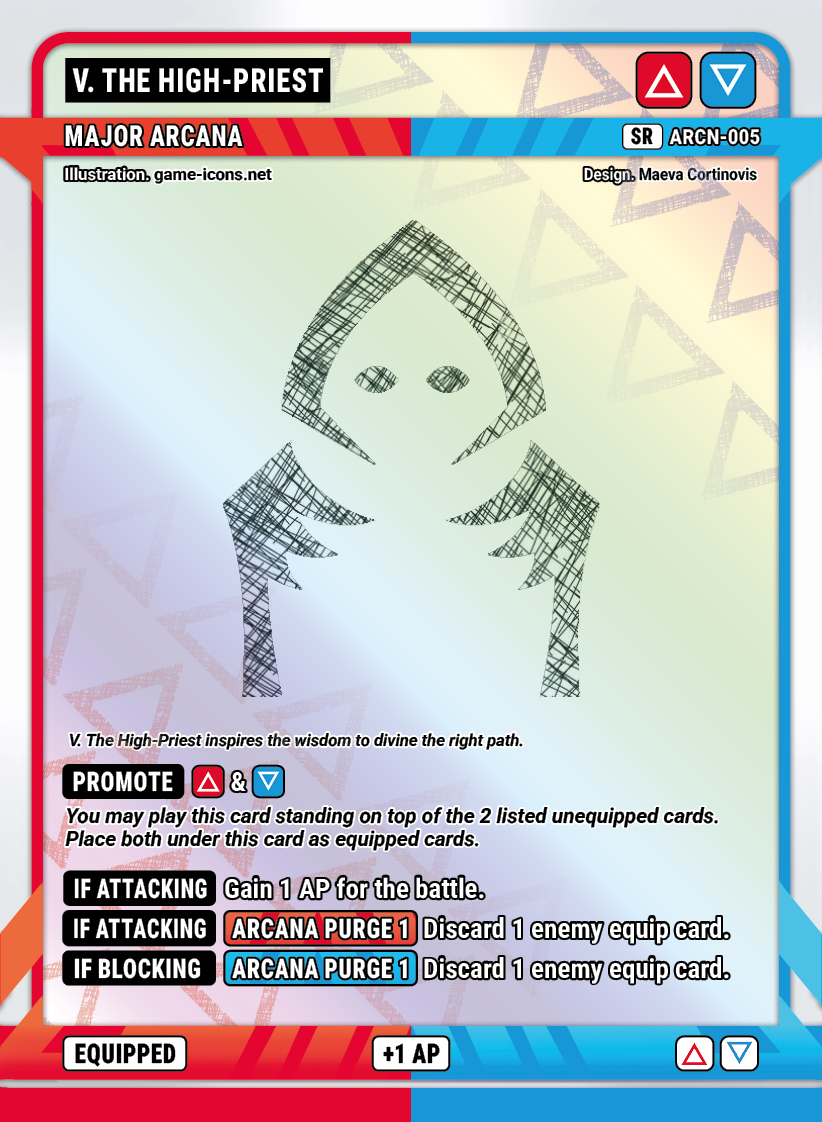 V. THE HIGH-PRIEST
MAJOR ARCANA
SR ARCN-005
Illustration. game-icons.net
Design. Maeva Cortinovis
V. The High-Priest inspires the wisdom to divine the right path.
PROMOTE &
You may play this card standing on top of the 2 listed unequipped cards.
Place both under this card as equipped cards.
IF ATTACKING Gain 1 AP for the battle.
IF ATTACKING ARCANA PURGE 1 Discard 1 enemy equip card.
IF BLOCKING ARCANA PURGE 1 Discard 1 enemy equip card.
EQUIPPED +1 AP